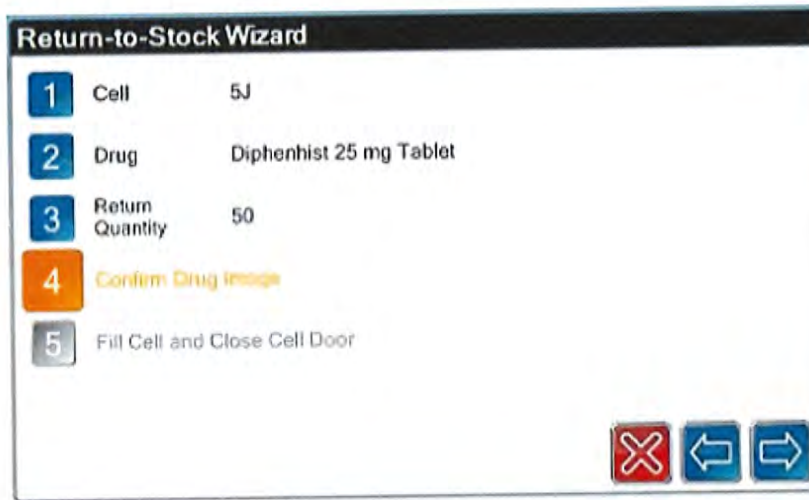 Return-to-Stock Wizard
1 Cell 5J
2 Drug Diphenhist 25 mg Tablet
3 Return Quantity 50
4 Confirm Drug Image
5 Fill Cell and Close Cell Door